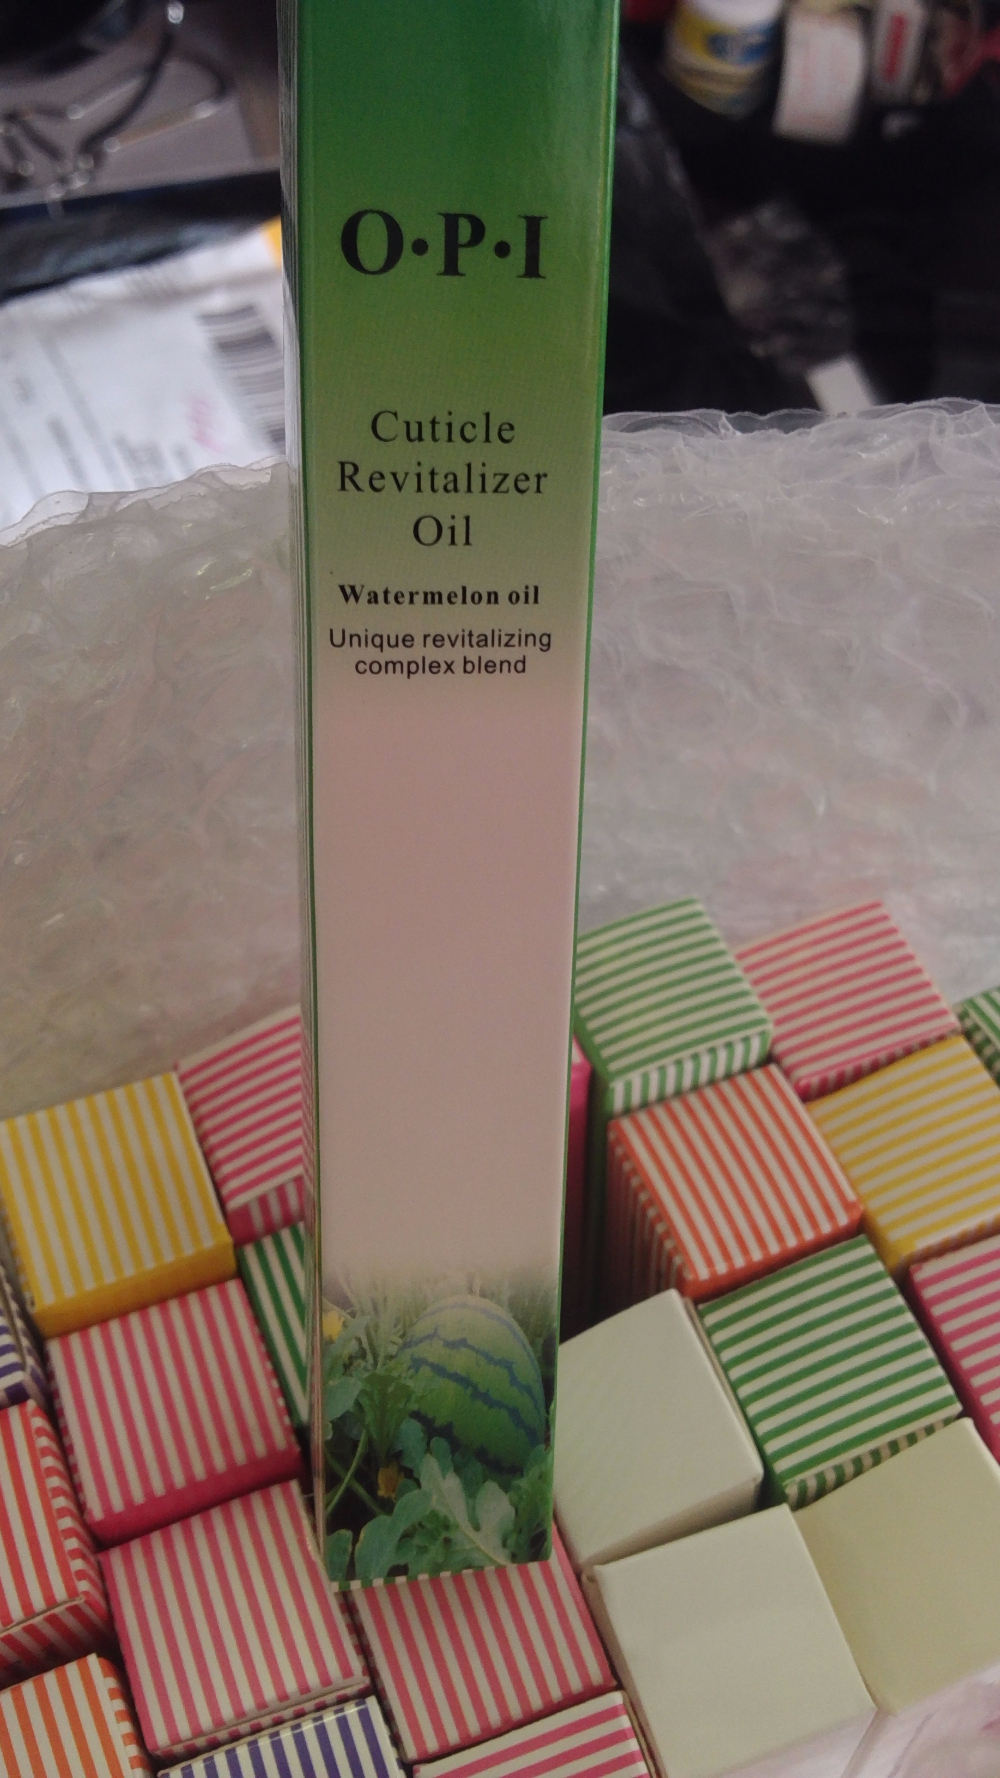 O·P·I
Cuticle
Revitalizer
Oil
Watermelon oil
Unique revitalizing
complex blend